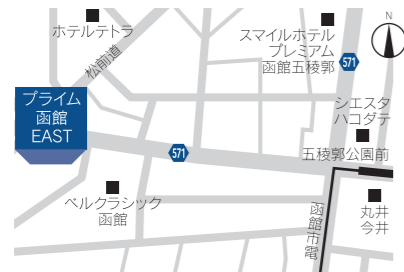 ホテルテトラ
松前道
スマイルホテル
プレミアム
函館五稜郭
N
571
プライム
函館
EAST
シエスタ
ハコダテ
571
五稜郭公園前
ベルクラシック
函館
函館市電
丸井
今井